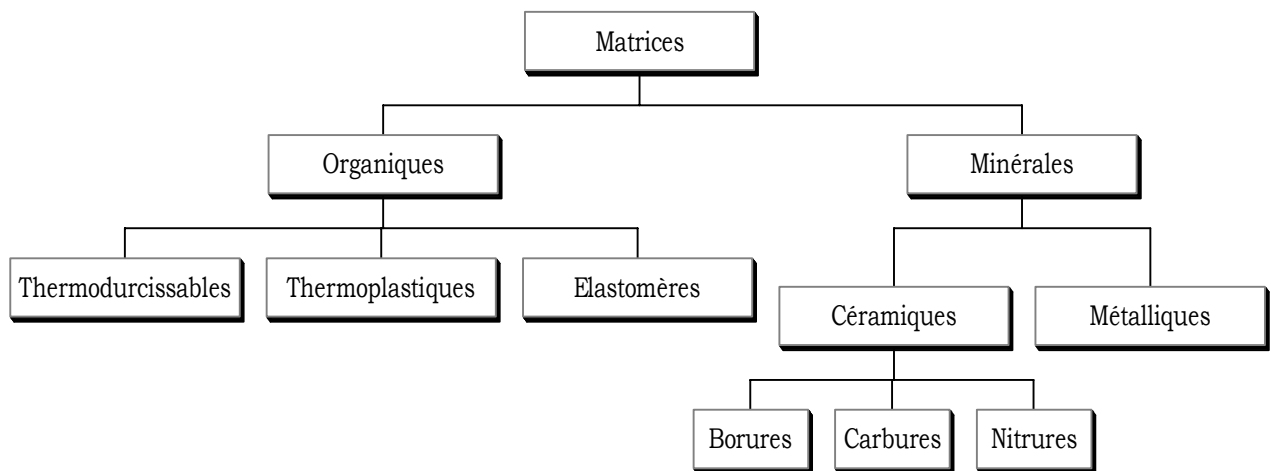 Matrices
Organiques
Minérales
Thermodurcissables
Thermoplastiques
Elastomères
Céramiques
Métalliques
Borures
Carbures
Nitrures